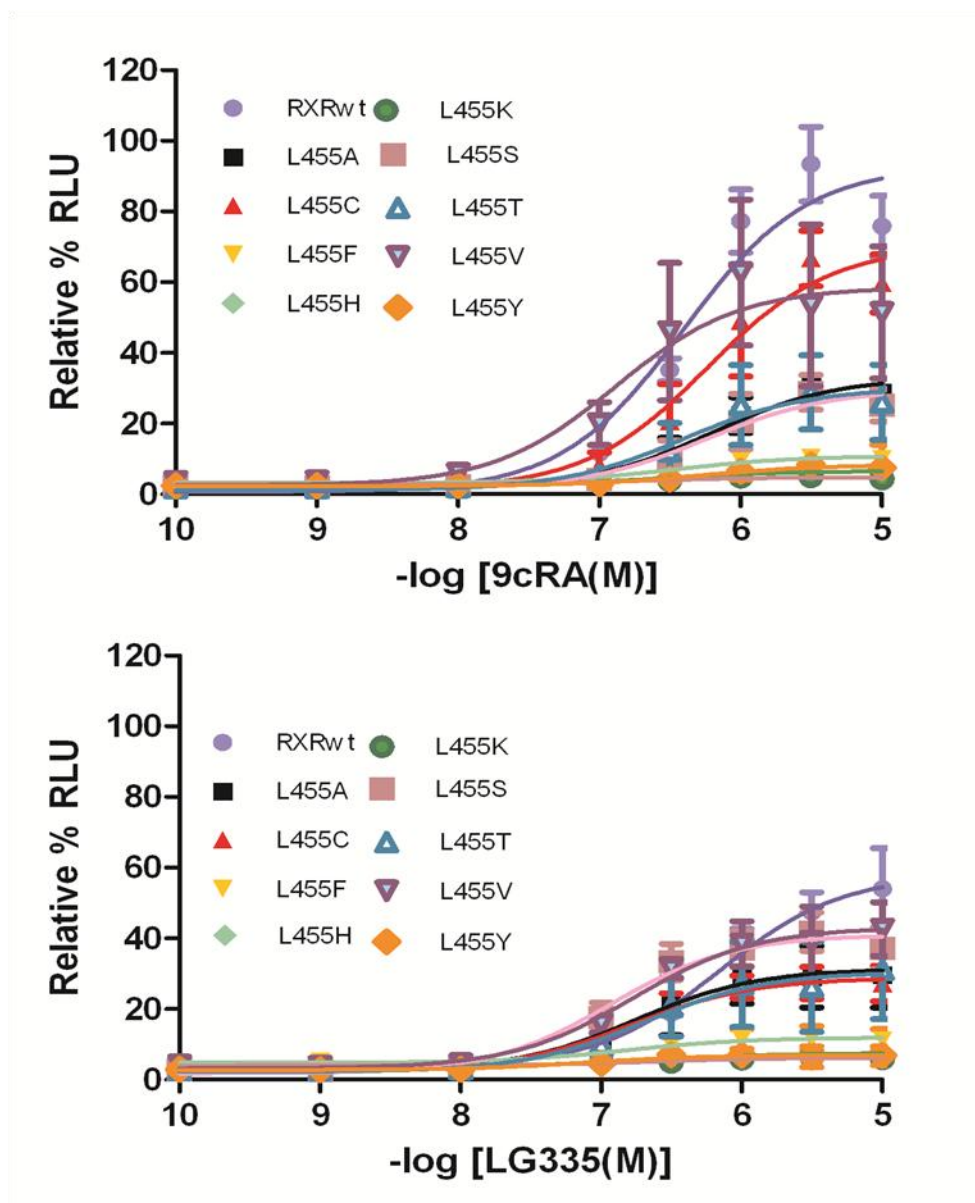 120
100
80
60
40
20
0
Relative % RLU
RXRwt L455K
L455A L455S
L455C L455T
L455F L455V
L455H L455Y
10 9 8 7 6 5
-log [9cRA(M)]
120
100
80
60
40
20
0
Relative % RLU
RXRwt L455K
L455A L455S
L455C L455T
L455F L455V
L455H L455Y
10 9 8 7 6 5
-log [LG335(M)]